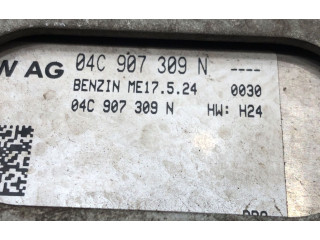 W AG 04C 907 309 N ----
BENZIN ME17.5.24 0030
04C 907 309 N HW: H24